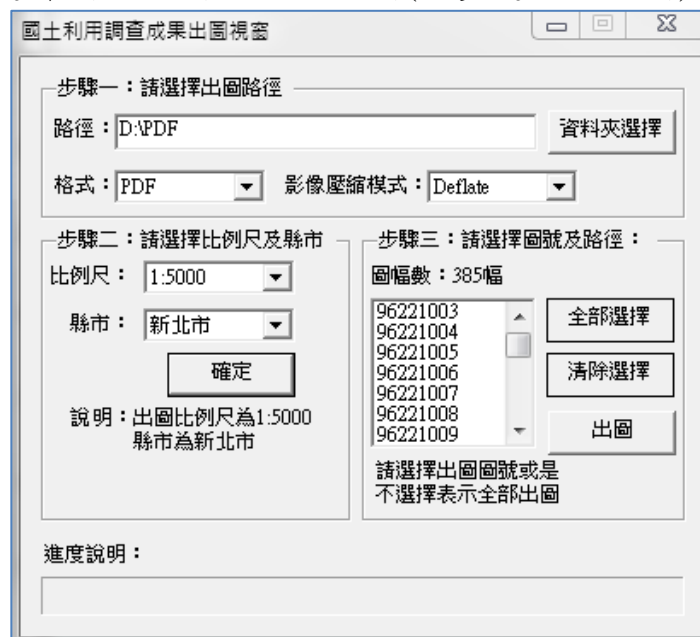 國土利用調查成果出圖視窗
步驟一：請選擇出圖路徑
路徑：D:\PDF 資料夾選擇
格式：PDF 影像壓縮模式：Deflate
步驟二：請選擇比例尺及縣市
比例尺：1:5000
縣市：新北市
確定
說明：出圖比例尺為1:5000
縣市為新北市
步驟三：請選擇圖號及路徑：
圖幅數：385幅
96221003
96221004
96221005
96221006
96221007
96221008
96221009
全部選擇
清除選擇
出圖
請選擇出圖圖號或是
不選擇表示全部出圖
進度說明：